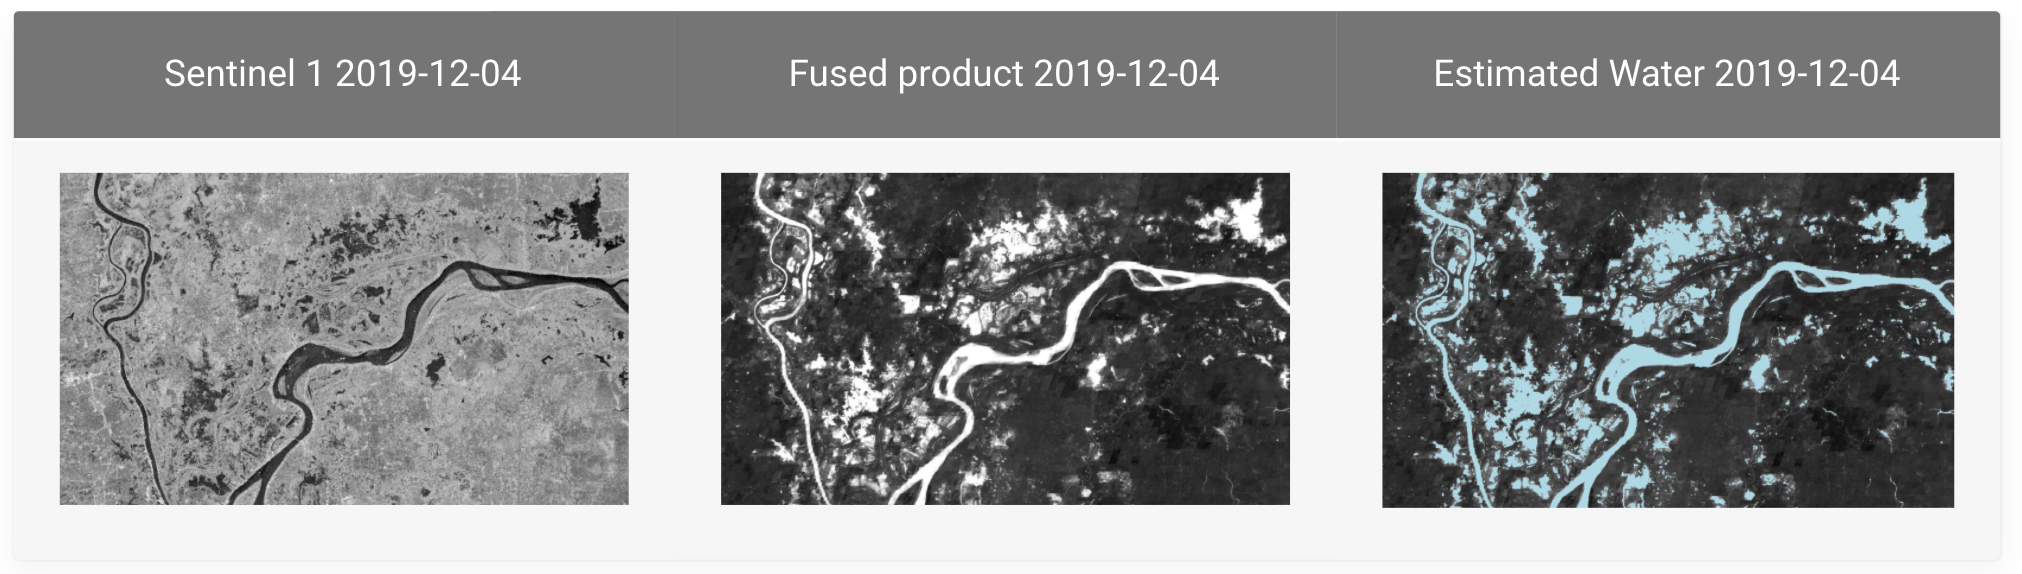 Sentinel 1 2019-12-04
Fused product 2019-12-04
Estimated Water 2019-12-04